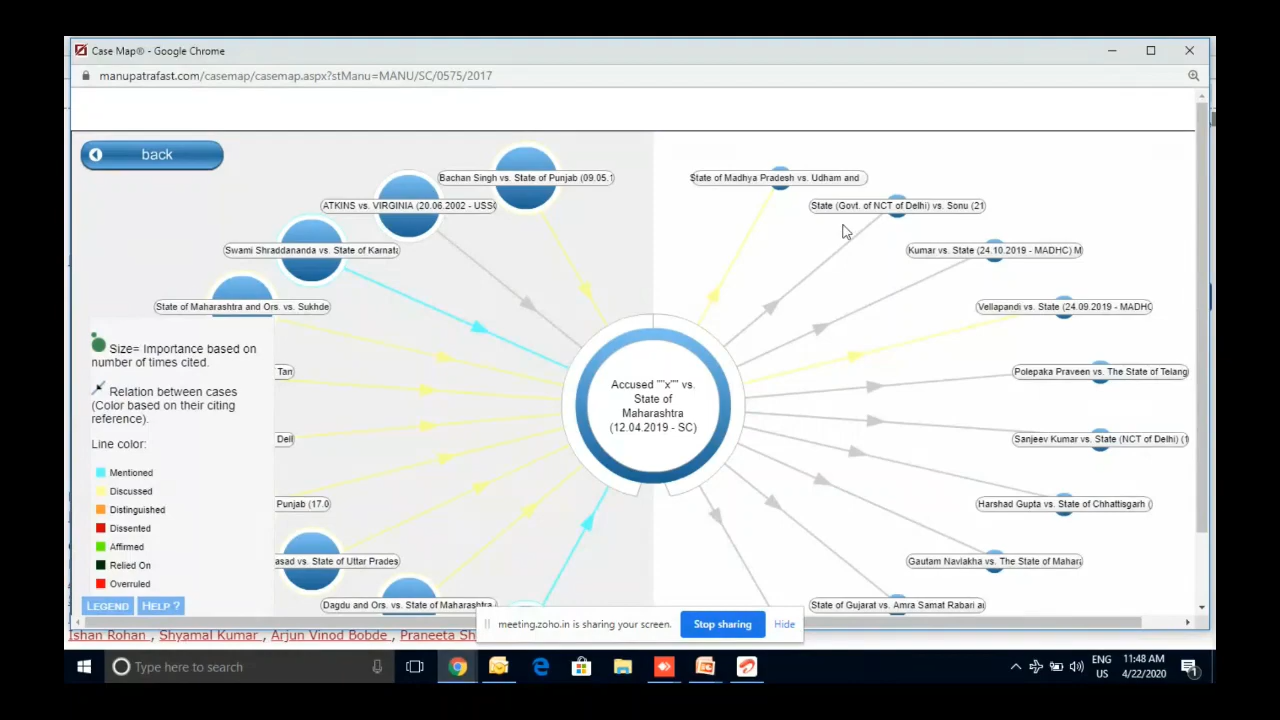 Case Map® - Google Chrome
manupatrafast.com/casemap/casemap.aspx?stManu=MANU/SC/0575/2017
back
Bachan Singh vs. State of Punjab (09.05.1
ATKINS vs. VIRGINIA (20.06.2002 - USSC
Swami Shraddananda vs. State of Karnata
State of Maharashtra and Ors. vs. Sukhde
Tan
Dell
Punjab (17.0
asad vs. State of Uttar Prades
Dagdu and Ors. vs. State of Maharashtra
Size= Importance based on
number of times cited.
Relation between cases
(Color based on their citing
reference).
Line color:
Mentioned
Discussed
Distinguished
Dissented
Affirmed
Relied On
Overruled
LEGEND
HELP ?
Accused ""x"" vs.
State of
Maharashtra
(12.04.2019 - SC)
State of Madhya Pradesh vs. Udham and
State (Govt. of NCT of Delhi) vs. Sonu (21
Kumar vs. State (24.10.2019 - MADHC) M
Vellapandi vs. State (24.09.2019 - MADHC
Polepaka Praveen vs. The State of Telang
Sanjeev Kumar vs. State (NCT of Delhi) (1
Harshad Gupta vs. State of Chhattisgarh (
Gautam Navlakha vs. The State of Mahar
State of Gujarat vs. Amra Samat Rabari a
meeting.zoho.in is sharing your screen.
Stop sharing
Hide
Ishan Rohan , Shyamal Kumar , Arjun Vinod Bobde , Praneeta Sh
Type here to search
ENG
US
11:48 AM
4/22/2020
1